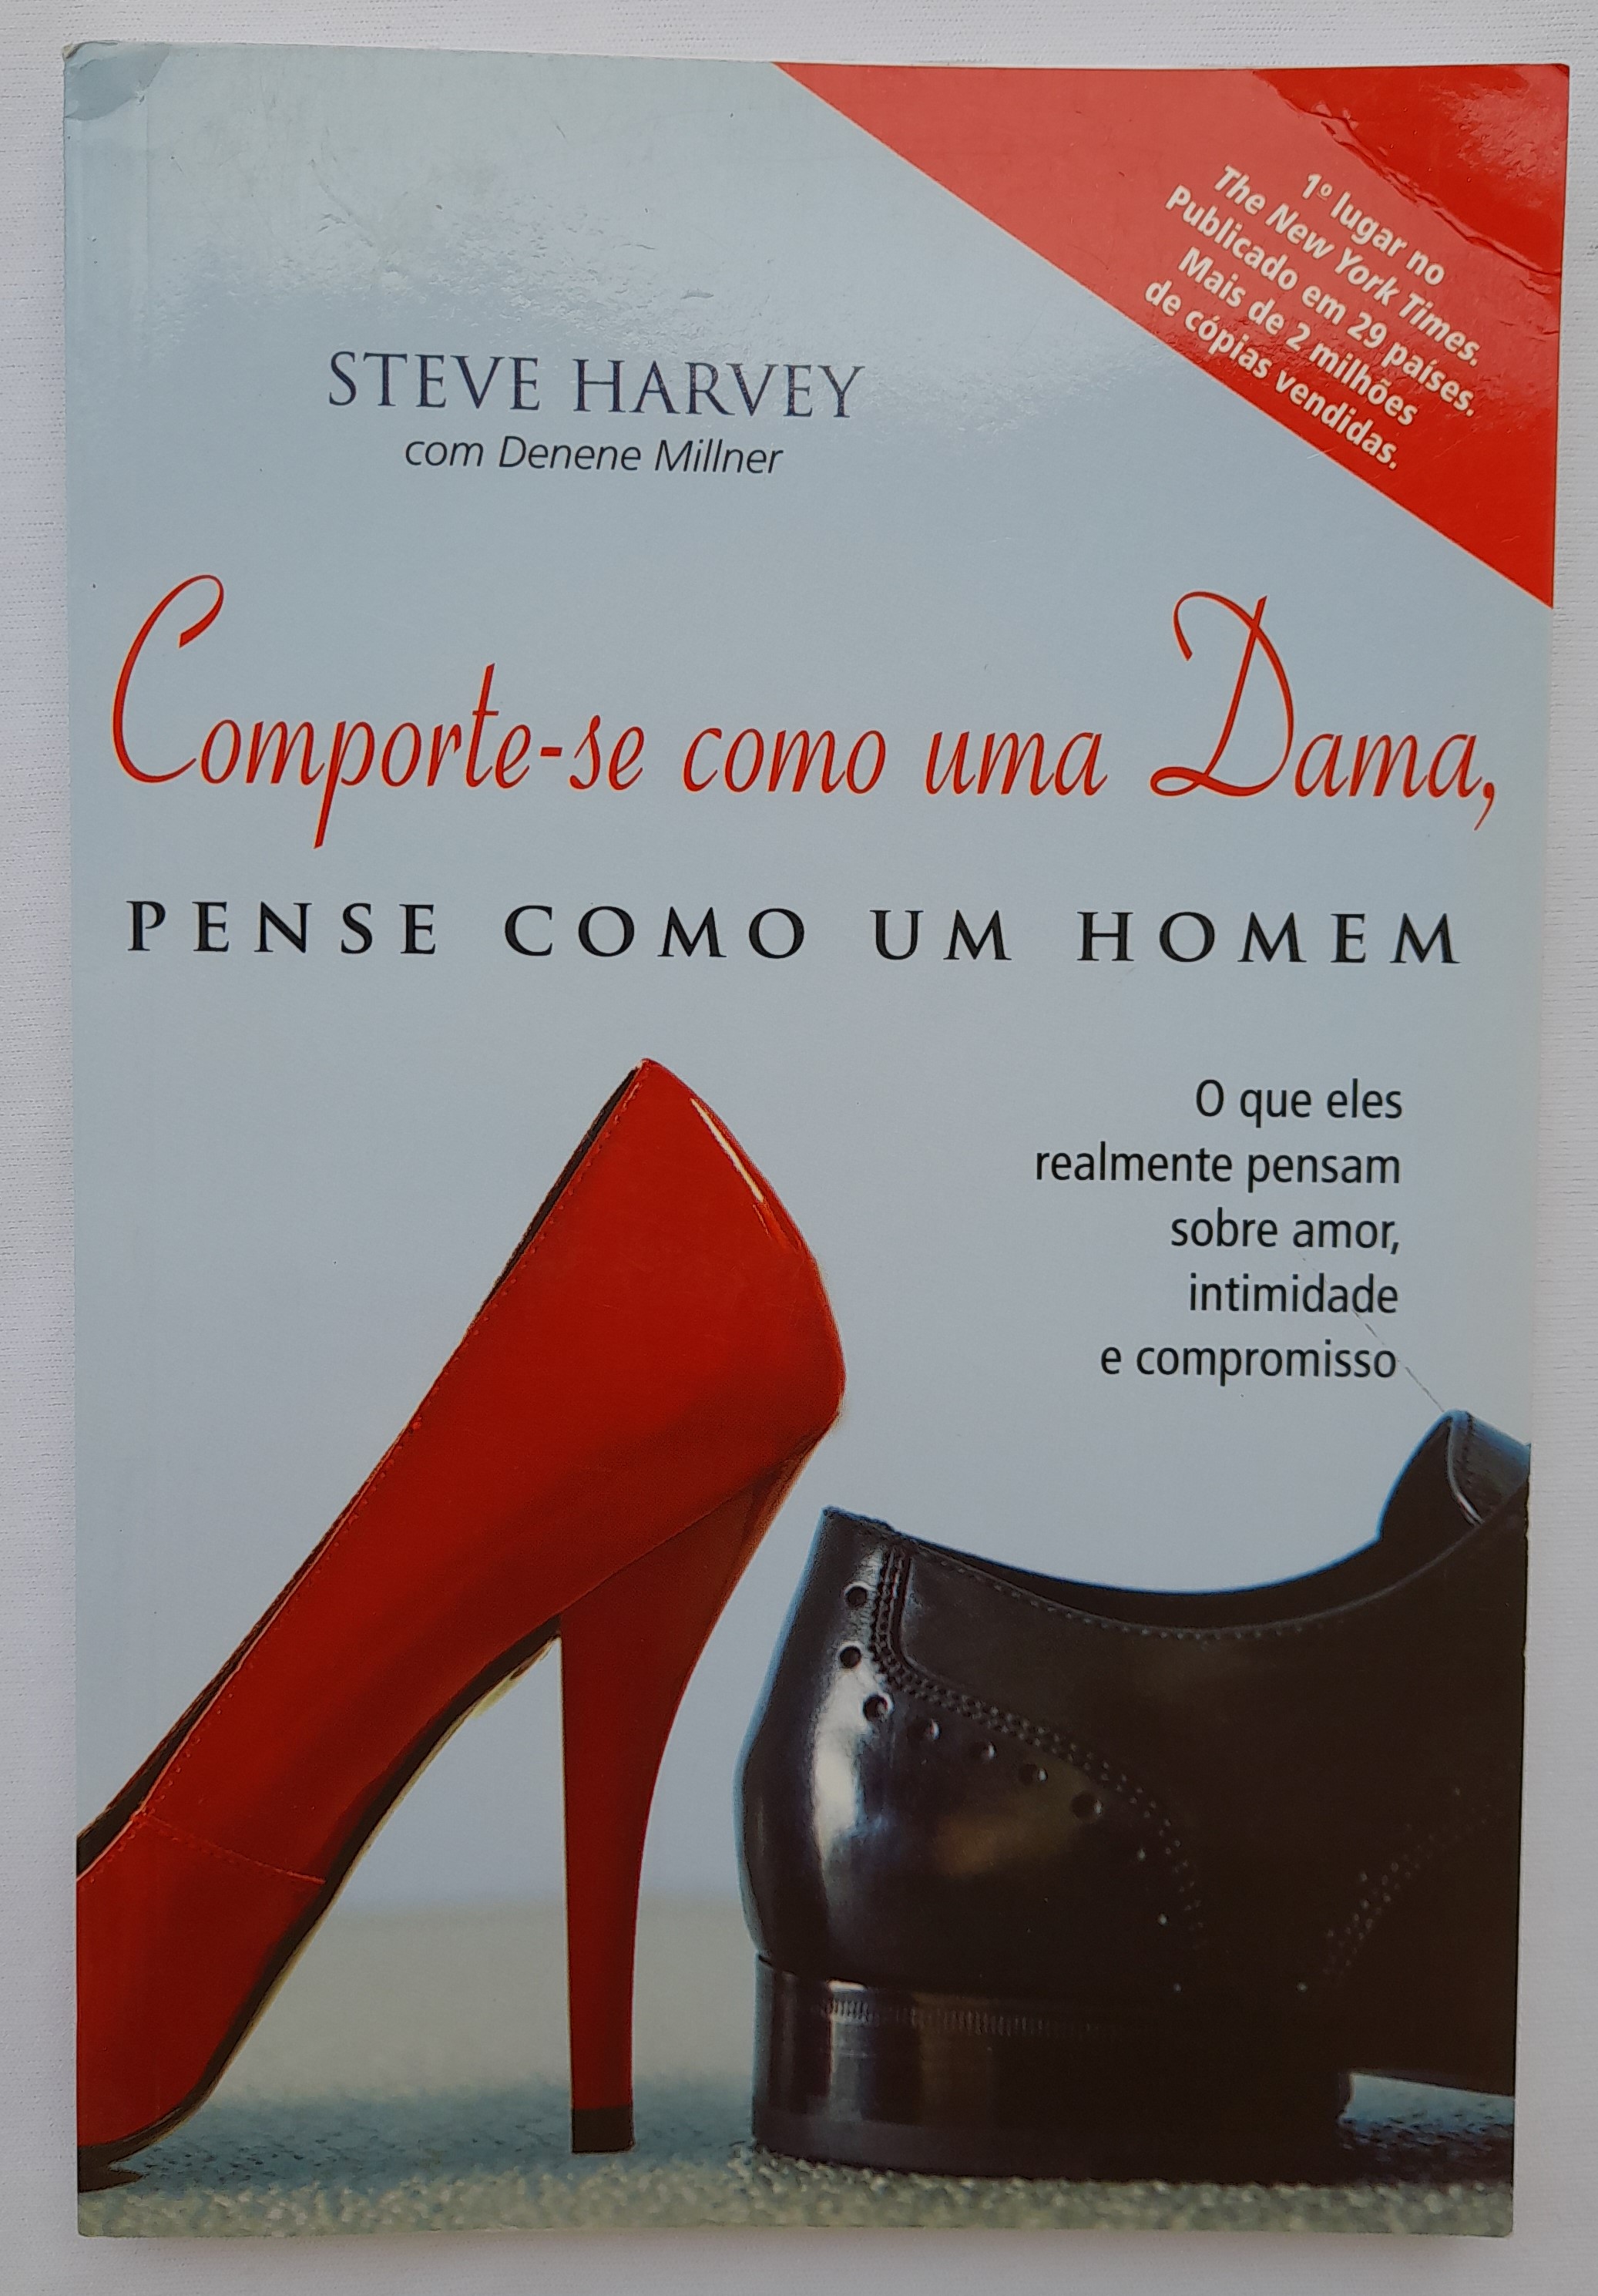 1º lugar no
The New York Times.
Publicado em 29 países.
Mais de 2 milhões
de cópias vendidas.
STEVE HARVEY
com Denene Millner
Comporte-se como uma Dama,
PENSE COMO UM HOMEM
O que eles
realmente pensam
sobre amor,
intimidade
e compromisso